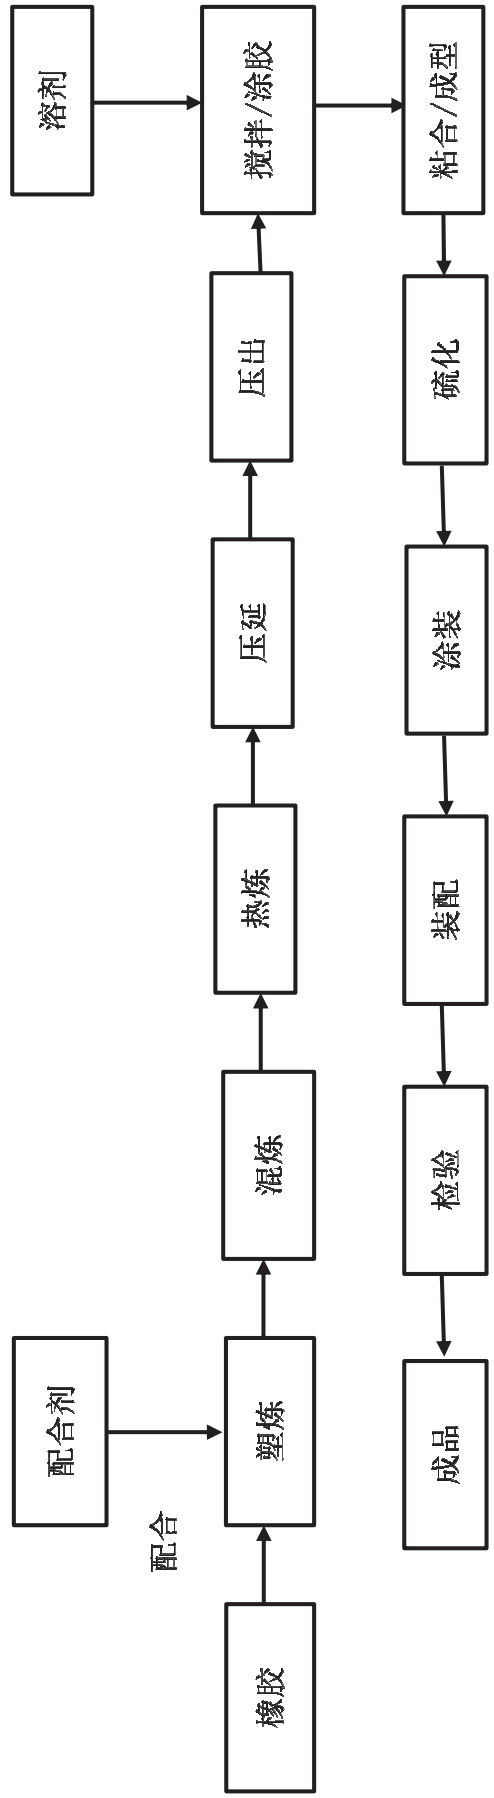 配合剂
溶剂
配合
橡胶
塑炼
混炼
热炼
压延
压出
搅拌/涂胶
成品
检验
装配
涂装
硫化
粘合/成型